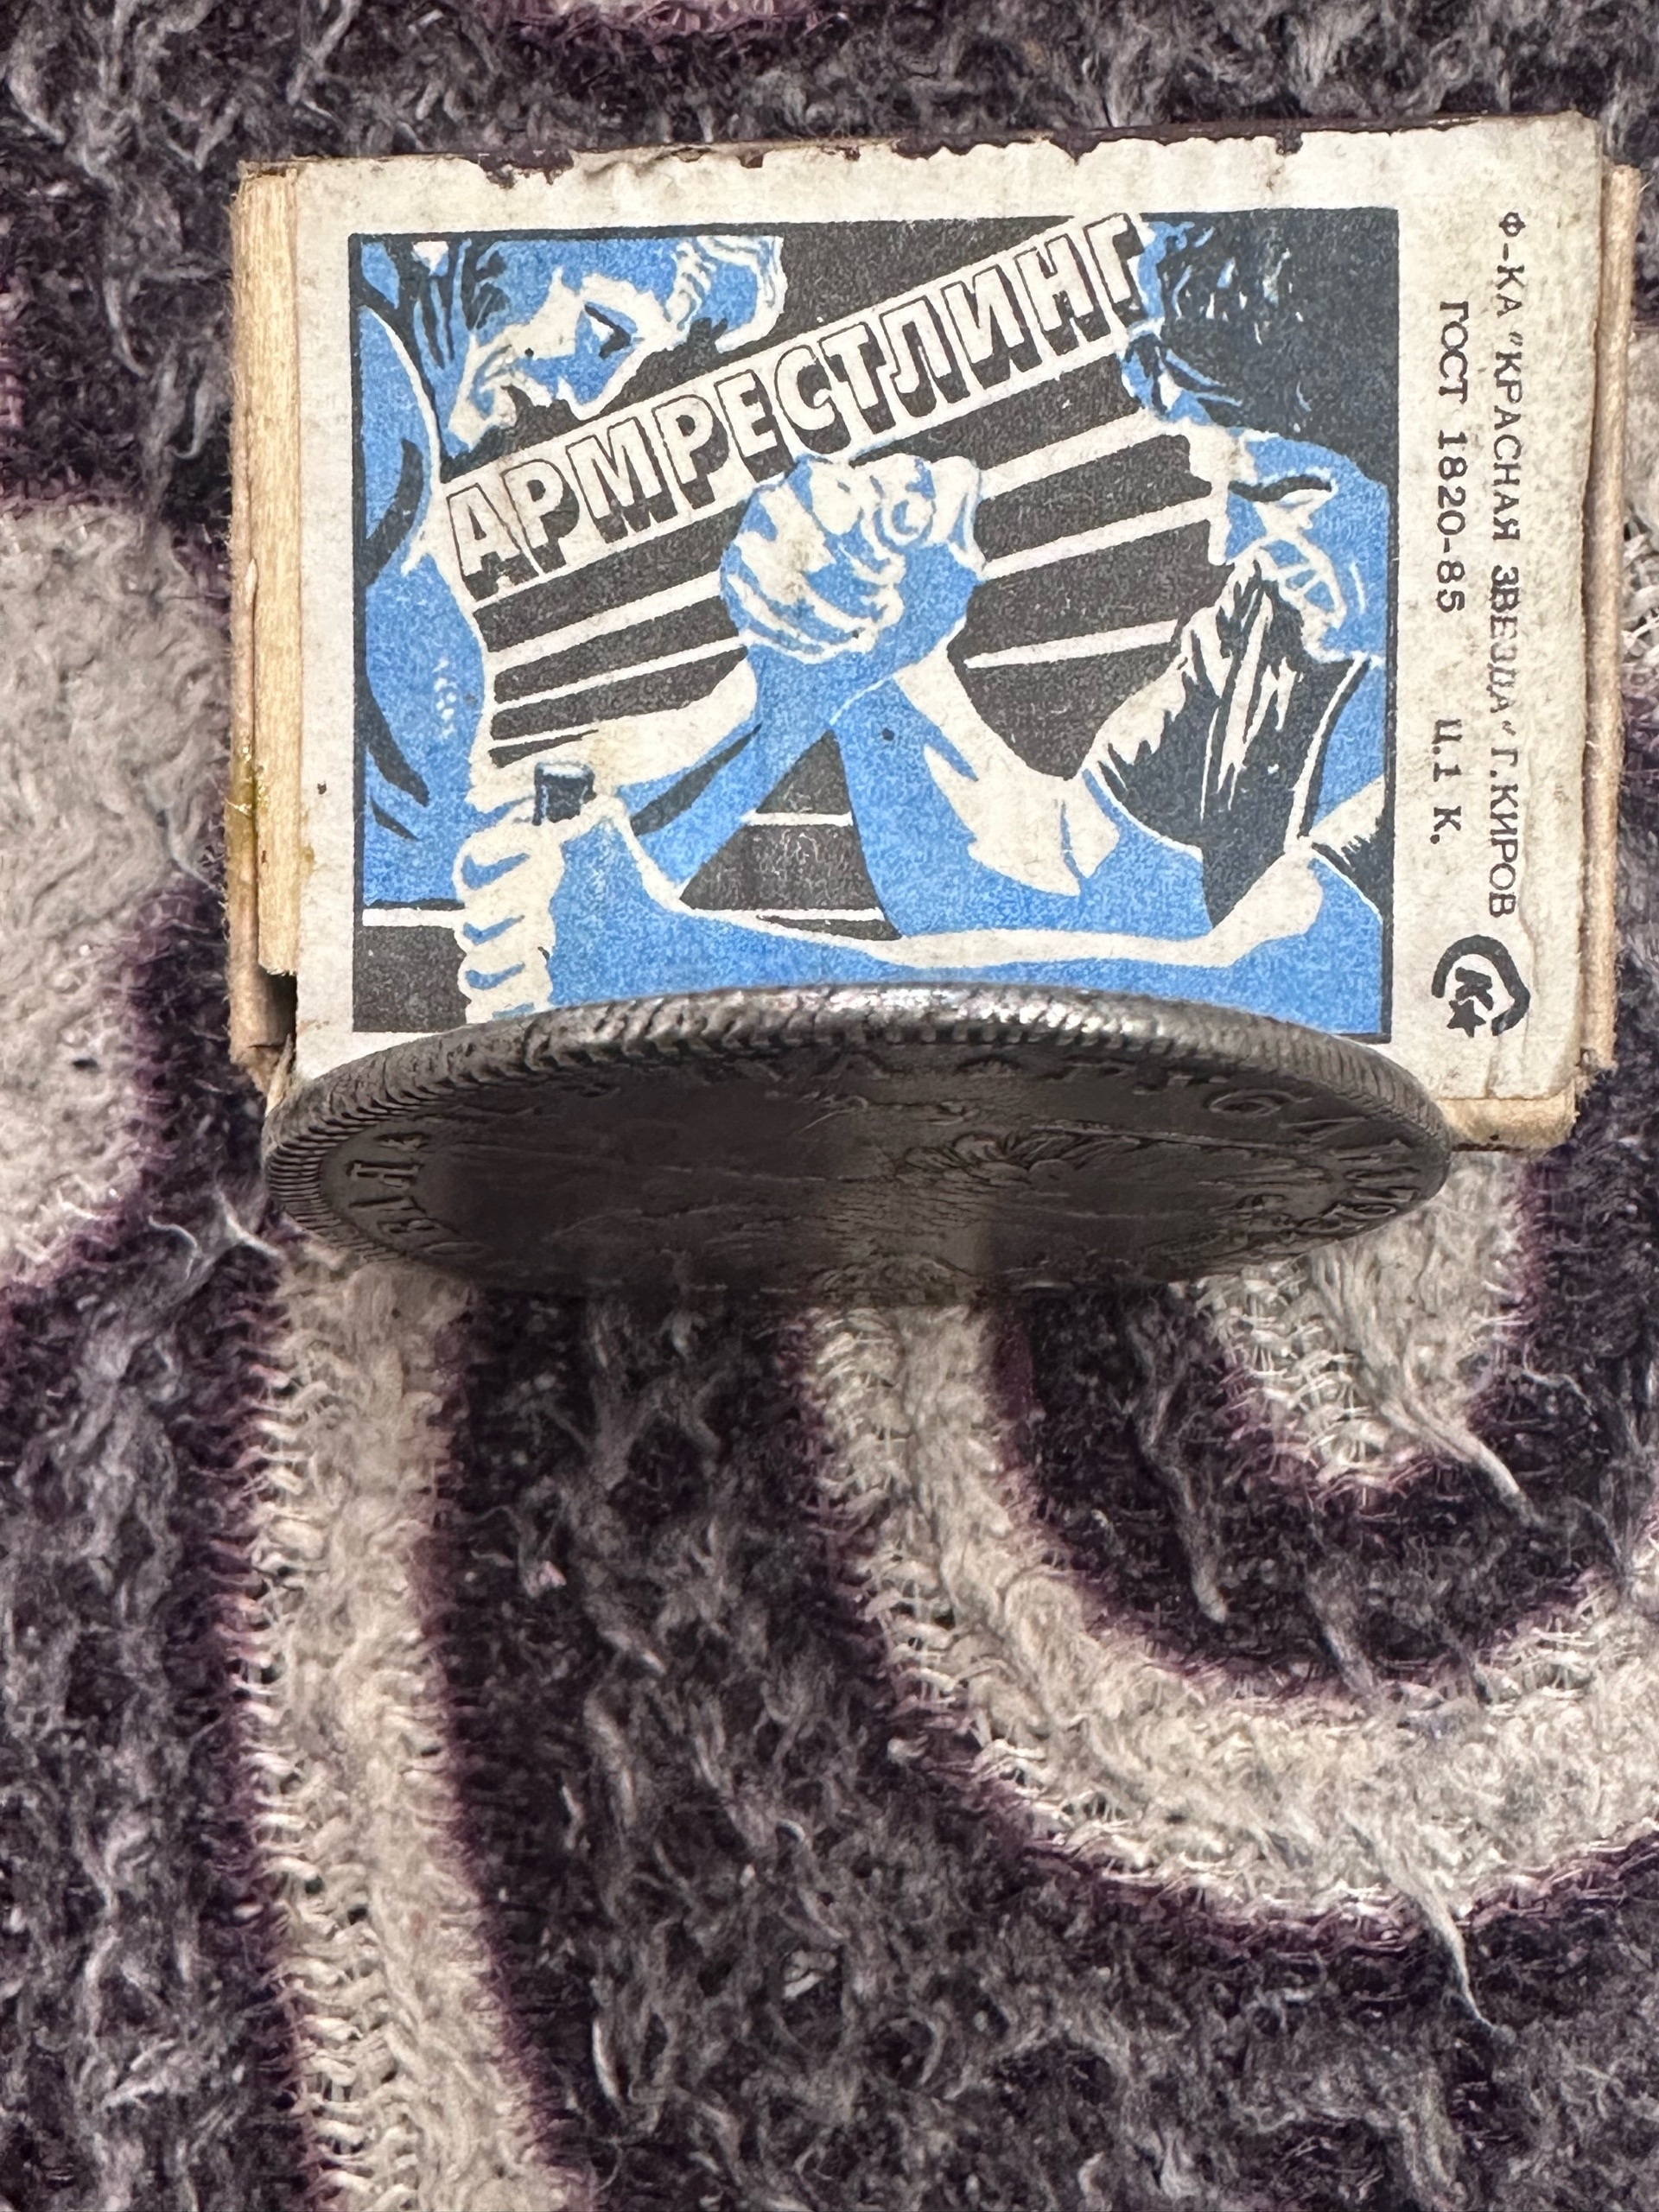 АРМРЕСТЛИНГ
Ф-КА "КРАСНАЯ ЗВЕЗДА" Г.КИРОВ
ГОСТ 1820-85 Ц.1 К.